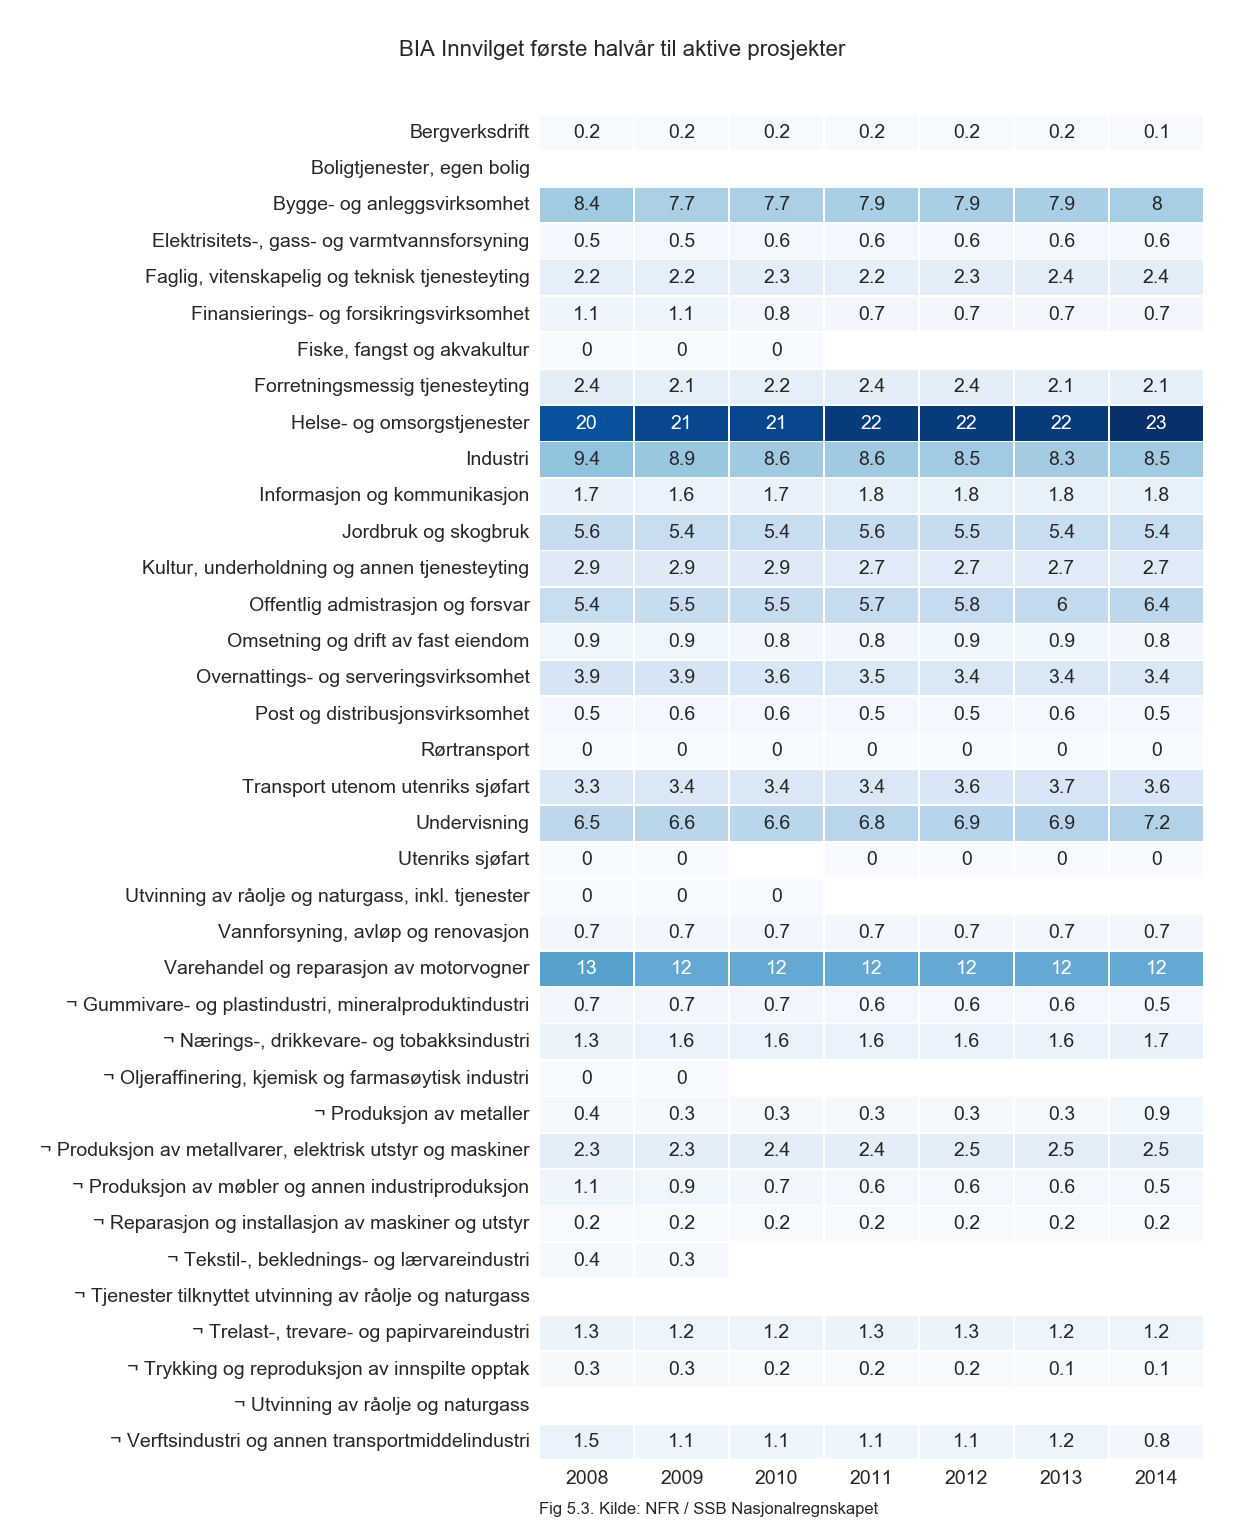 BIA Innvilget første halvår til aktive prosjekter
Bergverksdrift 0.2 0.2 0.2 0.2 0.2 0.2 0.1
Boligtjenester, egen bolig
Bygge- og anleggsvirksomhet 8.4 7.7 7.7 7.9 7.9 7.9 8
Elektrisitets-, gass- og varmtvannsforsyning 0.5 0.5 0.6 0.6 0.6 0.6 0.6
Faglig, vitenskapelig og teknisk tjenesteyting 2.2 2.2 2.3 2.2 2.3 2.4 2.4
Finansierings- og forsikringsvirksomhet 1.1 1.1 0.8 0.7 0.7 0.7 0.7
Fiske, fangst og akvakultur 0 0 0
Forretningsmessig tjenesteyting 2.4 2.1 2.2 2.4 2.4 2.1 2.1
Helse- og omsorgstjenester 20 21 21 22 22 22 23
Industri 9.4 8.9 8.6 8.6 8.5 8.3 8.5
Informasjon og kommunikasjon 1.7 1.6 1.7 1.8 1.8 1.8 1.8
Jordbruk og skogbruk 5.6 5.4 5.4 5.6 5.5 5.4 5.4
Kultur, underholdning og annen tjenesteyting 2.9 2.9 2.9 2.7 2.7 2.7 2.7
Offentlig admistrasjon og forsvar 5.4 5.5 5.5 5.7 5.8 6 6.4
Omsetning og drift av fast eiendom 0.9 0.9 0.8 0.8 0.9 0.9 0.8
Overnattings- og serveringsvirksomhet 3.9 3.9 3.6 3.5 3.4 3.4 3.4
Post og distribusjonsvirksomhet 0.5 0.6 0.6 0.5 0.5 0.6 0.5
Rørtransport 0 0 0 0 0 0 0
Transport utenom utenriks sjøfart 3.3 3.4 3.4 3.4 3.6 3.7 3.6
Undervisning 6.5 6.6 6.6 6.8 6.9 6.9 7.2
Utenriks sjøfart 0 0 0 0 0 0
Utvinning av råolje og naturgass, inkl. tjenester 0 0 0
Vannforsyning, avløp og renovasjon 0.7 0.7 0.7 0.7 0.7 0.7 0.7
Varehandel og reparasjon av motorvogner 13 12 12 12 12 12 12
¬ Gummivare- og plastindustri, mineralproduktindustri 0.7 0.7 0.7 0.6 0.6 0.6 0.5
¬ Nærings-, drikkevare- og tobakksindustri 1.3 1.6 1.6 1.6 1.6 1.6 1.7
¬ Oljeraffinering, kjemisk og farmasøytisk industri 0 0
¬ Produksjon av metaller 0.4 0.3 0.3 0.3 0.3 0.3 0.9
¬ Produksjon av metallvarer, elektrisk utstyr og maskiner 2.3 2.3 2.4 2.4 2.5 2.5 2.5
¬ Produksjon av møbler og annen industriproduksjon 1.1 0.9 0.7 0.6 0.6 0.6 0.5
¬ Reparasjon og installasjon av maskiner og utstyr 0.2 0.2 0.2 0.2 0.2 0.2 0.2
¬ Tekstil-, beklednings- og lærvareindustri 0.4 0.3
¬ Tjenester tilknyttet utvinning av råolje og naturgass
¬ Trelast-, trevare- og papirvareindustri 1.3 1.2 1.2 1.3 1.3 1.2 1.2
¬ Trykking og reproduksjon av innspilte opptak 0.3 0.3 0.2 0.2 0.2 0.1 0.1
¬ Utvinning av råolje og naturgass
¬ Verftsindustri og annen transportmiddelindustri 1.5 1.1 1.1 1.1 1.1 1.2 0.8
2008 2009 2010 2011 2012 2013 2014
Fig 5.3. Kilde: NFR / SSB Nasjonalregnskapet